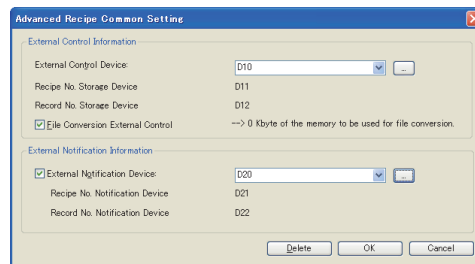 Advanced Recipe Common Setting
External Control Information
External Control Device: D10 ...
Recipe No. Storage Device D11
Record No. Storage Device D12
File Conversion External Control --> 0 Kbyte of the memory to be used for file conversion.
External Notification Information
External Notification Device: D20 ...
Recipe No. Notification Device D21
Record No. Notification Device D22
Delete OK Cancel